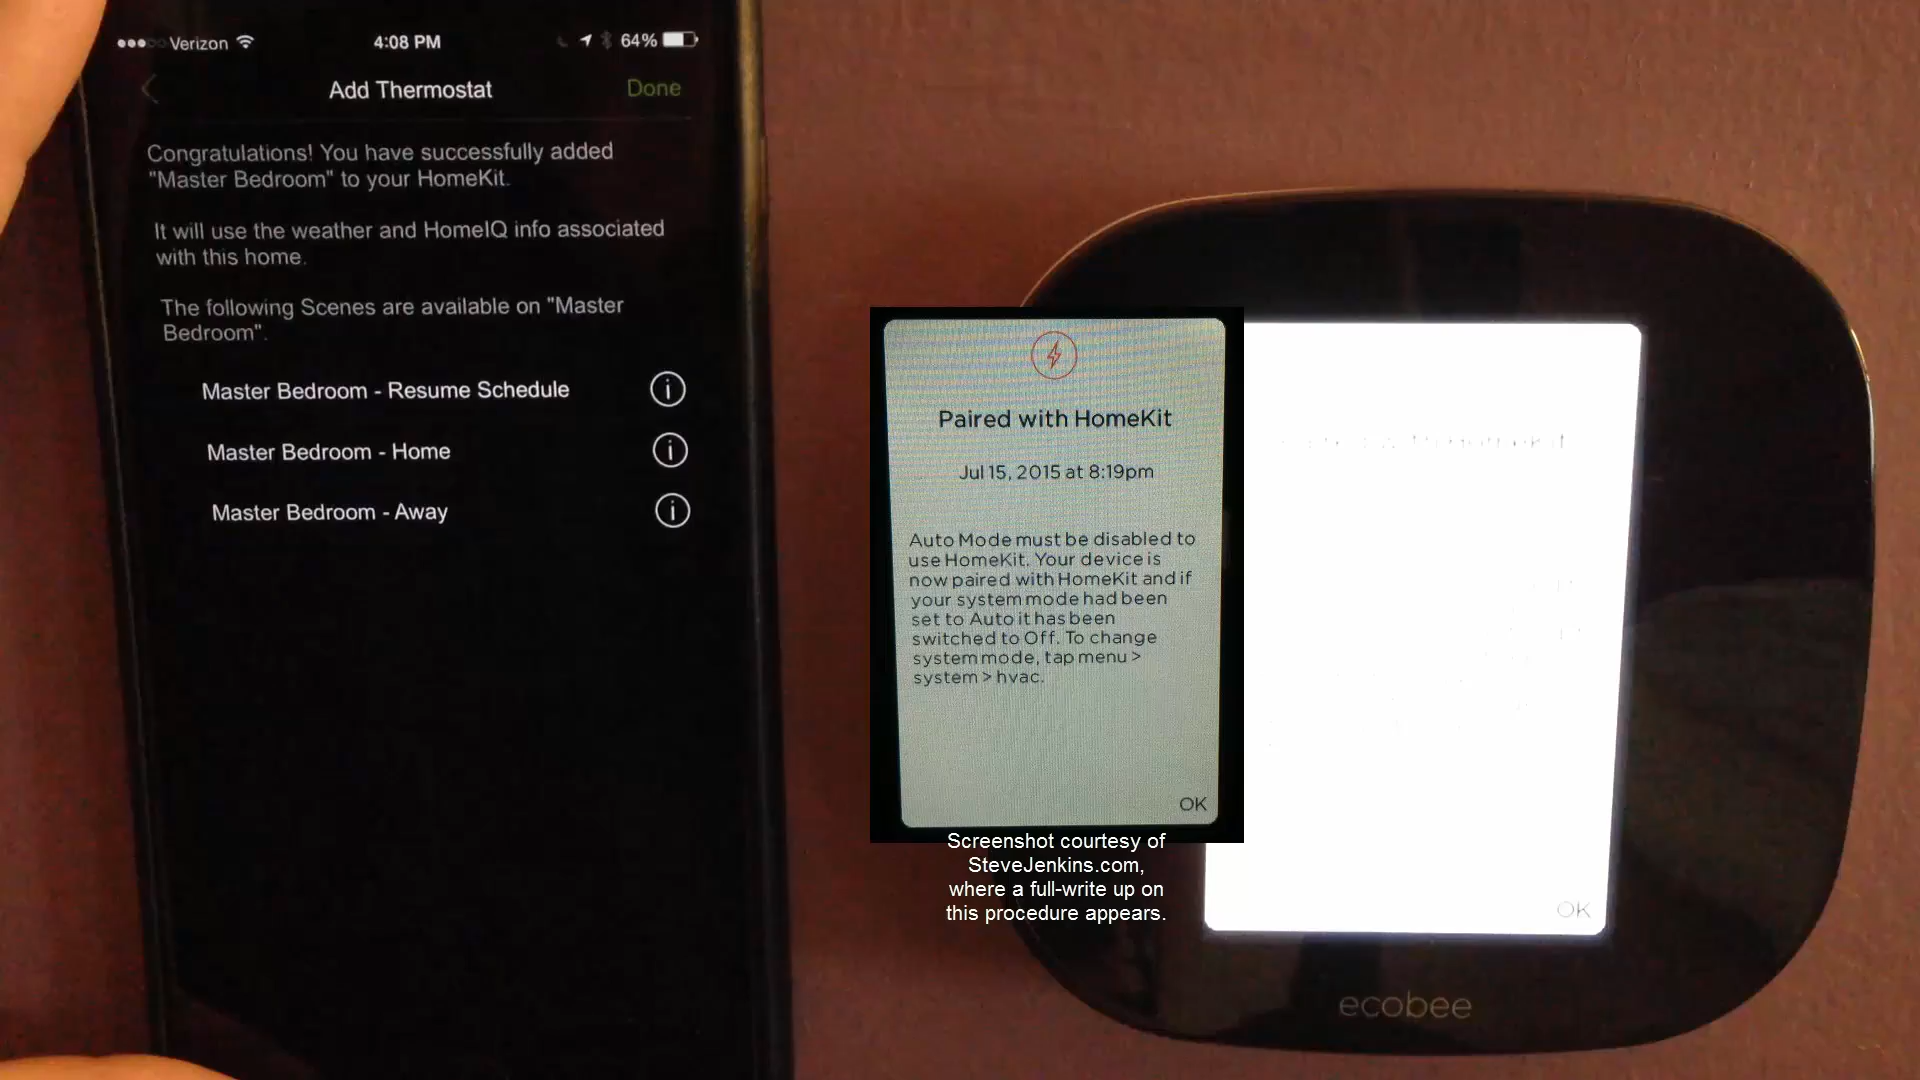 Verizon 4:08 PM 64%
Add Thermostat Done
Congratulations! You have successfully added
"Master Bedroom" to your HomeKit.
It will use the weather and HomeIQ info associated
with this home.
The following Scenes are available on "Master
Bedroom".
Master Bedroom - Resume Schedule
Master Bedroom - Home
Master Bedroom - Away
Paired with HomeKit
Jul 15, 2015 at 8:19pm
Auto Mode must be disabled to
use HomeKit. Your device is
now paired with HomeKit and if
your system mode had been
set to Auto it has been
switched to Off. To change
system mode, tap menu >
system > hvac.
OK
Screenshot courtesy of
SteveJenkins.com,
where a full-write up on
this procedure appears.
OK
ecobee